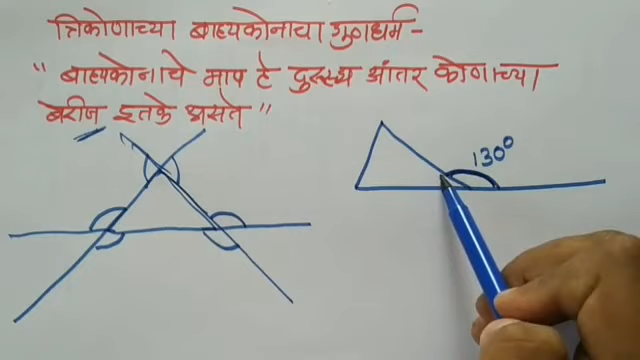 त्रिकोणाच्या बाह्यकोनाचा गुणधर्म -
" बाह्यकोनाचे माप हे दुरस्थ आंतर कोणाच्या
बेरीज इतके असते "
130°